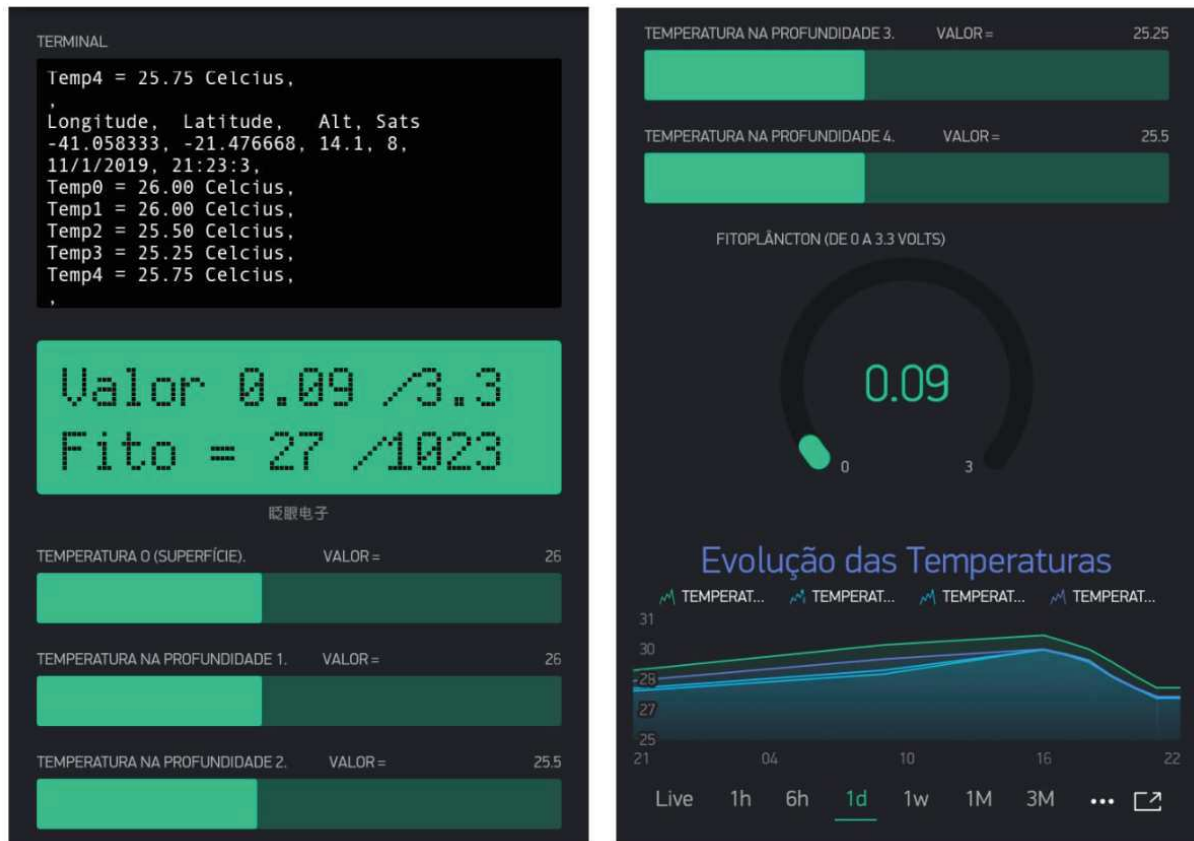 TERMINAL
Temp4 = 25.75 Celcius,
,
Longitude, Latitude, Alt, Sats
-41.058333, -21.476668, 14.1, 8,
11/1/2019, 21:23:3,
Temp0 = 26.00 Celcius,
Temp1 = 26.00 Celcius,
Temp2 = 25.50 Celcius,
Temp3 = 25.25 Celcius,
Temp4 = 25.75 Celcius,
,
Valor 0.09 /3.3
Fito = 27 /1023
眨眼电子
TEMPERATURA O (SUPERFÍCIE). VALOR = 26
TEMPERATURA NA PROFUNDIDADE 1. VALOR = 26
TEMPERATURA NA PROFUNDIDADE 2. VALOR = 25.5
TEMPERATURA NA PROFUNDIDADE 3. VALOR = 25.25
TEMPERATURA NA PROFUNDIDADE 4. VALOR = 25.5
FITOPLÂNCTON (DE 0 A 3.3 VOLTS)
0.09
0 3
Evolução das Temperaturas
TEMPERAT... TEMPERAT... TEMPERAT... TEMPERAT...
31
30
28
27
25
21 04 10 16 22
Live 1h 6h 1d 1w 1M 3M ...